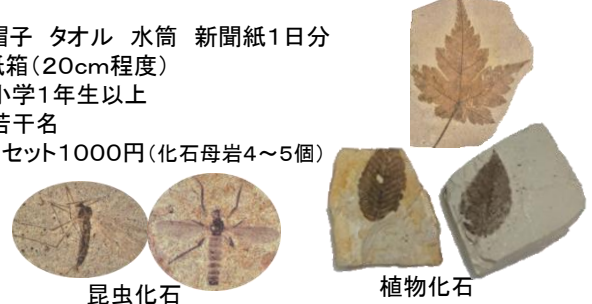 帽子 タオル 水筒 新聞紙1日分
紙箱(20cm程度)
小学1年生以上
若干名
セット1000円(化石母岩4～5個)
昆虫化石
植物化石